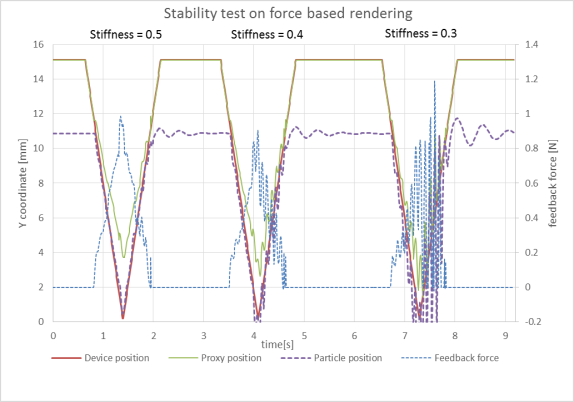 Stability test on force based rendering
Stiffness = 0.5
Stiffness = 0.4
Stiffness = 0.3
16
14
12
10
8
6
4
2
0
Y coordinate [mm]
1.4
1.2
1
0.8
0.6
0.4
0.2
0
-0.2
feedback force [N]
0 1 2 3 4 5 6 7 8 9
time[s]
Device position Proxy position Particle position Feedback force